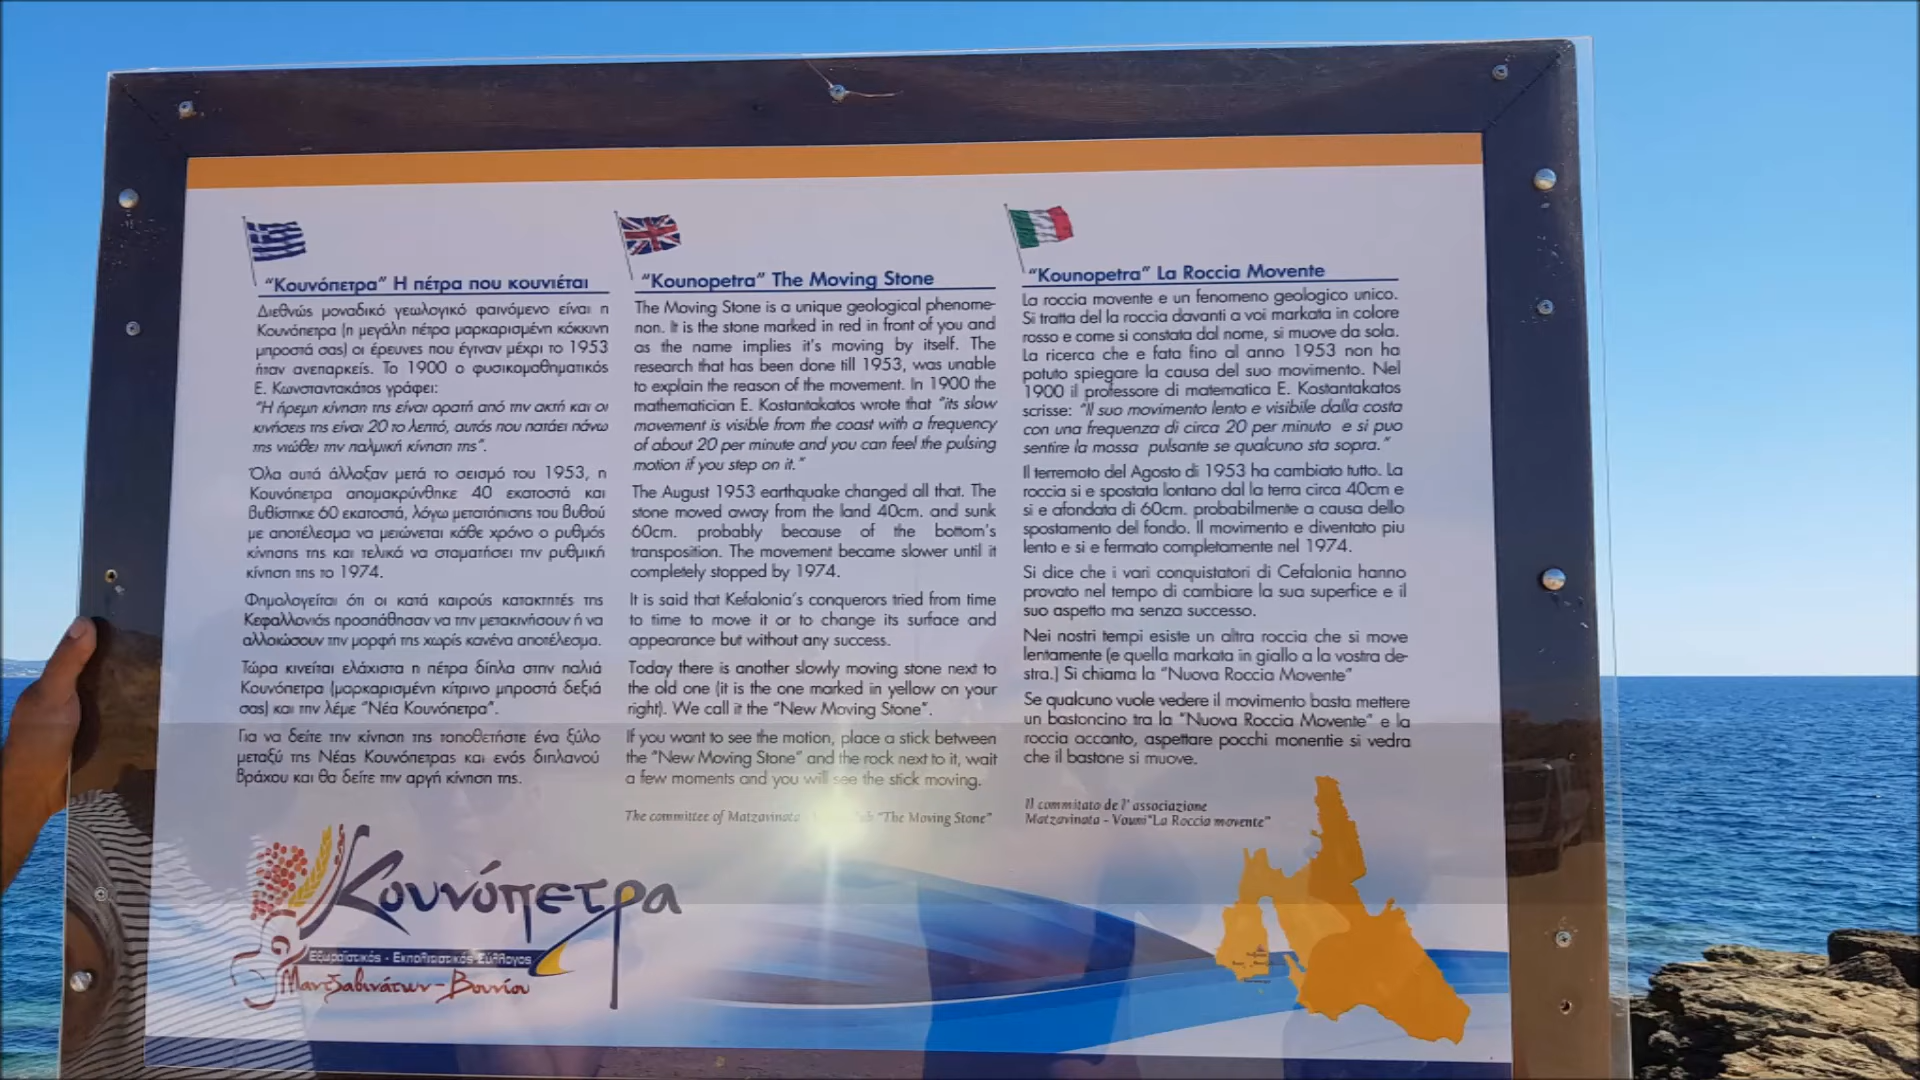 "Κουνόπετρα" Η πέτρα που κουνιέται
Διεθνώς μοναδικό γεωλογικό φαινόμενο είναι η
Κουνόπετρα (η μεγάλη πέτρα μαρκαρισμένη κόκκινη
μπροστά σας) οι έρευνες που έγιναν μέχρι το 1953
ήταν ανεπαρκείς. Το 1900 ο φυσικομαθηματικός
Ε. Κωνσταντακάτος γράφει:
"Η ήρεμη κίνηση της είναι ορατή από την ακτή και οι
κινήσεις της είναι 20 το λεπτό, αυτός που πατάει πάνω
της νιώθει την παλμική κίνηση της".
Όλα αυτά άλλαξαν μετά το σεισμό του 1953, η
Κουνόπετρα απομακρύνθηκε 40 εκατοστά και
βυθίστηκε 60 εκατοστά, λόγω μετατόπισης του βυθού
με αποτέλεσμα να μειώνεται κάθε χρόνο ο ρυθμός
κίνησης της και τελικά να σταματήσει την ρυθμική
κίνηση της το 1974.
Φημολογείται ότι οι κατά καιρούς κατακτητές της
Κεφαλλονιάς προσπάθησαν να την μετακινήσουν ή να
αλλοιώσουν την μορφή της χωρίς κανένα αποτέλεσμα.
Τώρα κινείται ελάχιστα η πέτρα δίπλα στην παλιά
Κουνόπετρα (μαρκαρισμένη κίτρινο μπροστά δεξιά
σας) και την λέμε "Νέα Κουνόπετρα".
Για να δείτε την κίνηση της τοποθετήστε ένα ξύλο
μεταξύ της Νέας Κουνόπετρας και ενός διπλανού
Βράχου και θα δείτε την αργή κίνηση της.
"Kounopetra" The Moving Stone
The Moving Stone is a unique geological phenome-
non. It is the stone marked in red in front of you and
as the name implies it's moving by itself. The
research that has been done till 1953, was unable
to explain the reason of the movement. In 1900 the
mathematician E. Kostantakatos wrote that "its slow
movement is visible from the coast with a frequency
of about 20 per minute and you can feel the pulsing
motion if you step on it."
The August 1953 earthquake changed all that. The
stone moved away from the land 40cm. and sunk
60cm. probably because of the bottom's
transposition. The movement became slower until it
completely stopped by 1974.
It is said that Kefalonia's conquerors tried from time
to time to move it or to change its surface and
appearance but without any success.
Today there is another slowly moving stone next to
the old one (it is the one marked in yellow on your
right). We call it the "New Moving Stone".
If you want to see the motion, place a stick between
the "New Moving Stone" and the rock next to it, wait
a few moments and you will see the stick moving.
The committee of Matzavinata - "The Moving Stone"
"Kounopetra" La Roccia Movente
La roccia movente e un fenomeno geologico unico.
Si tratta del la roccia davanti a voi markata in colore
rosso e come si constata dal nome, si muove da sola.
La ricerca che e fata fino al anno 1953 non ha
potuto spiegare la causa del suo movimento. Nel
1900 il professore di matematica E. Kostantakatos
scrisse: "Il suo movimento lento e visibile dalla costa
con una frequenza di circa 20 per minuto e si puo
sentire la mossa pulsante se qualcuno sta sopra."
Il terremoto del Agosto di 1953 ha cambiato tutto. La
roccia si e spostata lontano dal la terra circa 40cm e
si e afondata di 60cm. probabilmente a causa dello
spostamento del fondo. Il movimento e diventato piu
lento e si e fermato completamente nel 1974.
Si dice che i vari conquistatori di Cefalonia hanno
provato nel tempo di cambiare la sua superfice e il
suo aspetto ma senza successo.
Nei nostri tempi esiste un altra roccia che si move
lentamente (e quella markata in giallo a la vostra de-
stra.) Si chiama la "Nuova Roccia Movente"
Se qualcuno vuole vedere il movimento basta mettere
un bastoncino tra la "Nuova Roccia Movente" e la
roccia accanto, aspettare pocchi monentie si vedra
che il bastone si muove.
Il commitato de l' associazione
Matzavinata - Vouni"La Roccia movente"
Κουνόπετρα
Εξωραϊστικός - Εκπολιτιστικός Σύλλογος
Μαντζαβινάτων - Βουνίου